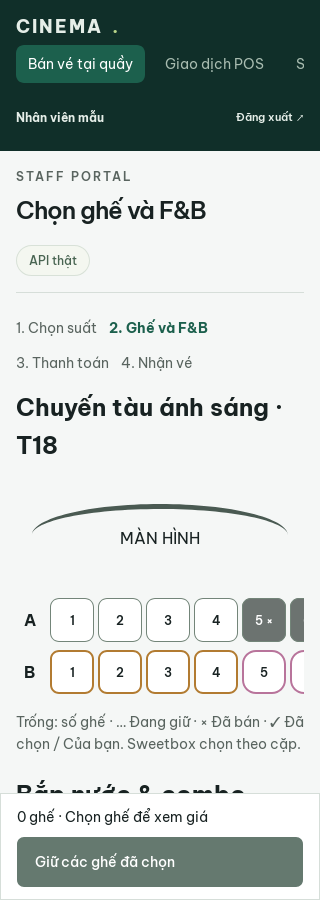 CINEMA .
Bán vé tại quầy Giao dịch POS S
Nhân viên mẫu Đăng xuất ↗
STAFF PORTAL
Chọn ghế và F&B
API thật
1. Chọn suất 2. Ghế và F&B
3. Thanh toán 4. Nhận vé
Chuyến tàu ánh sáng ·
T18
MÀN HÌNH
A 1 2 3 4 5 ×
B 1 2 3 4 5
Trống: số ghế · … Đang giữ · × Đã bán · ✓ Đã
chọn / Của bạn. Sweetbox chọn theo cặp.
Bắp nước & combo
0 ghế · Chọn ghế để xem giá
Giữ các ghế đã chọn